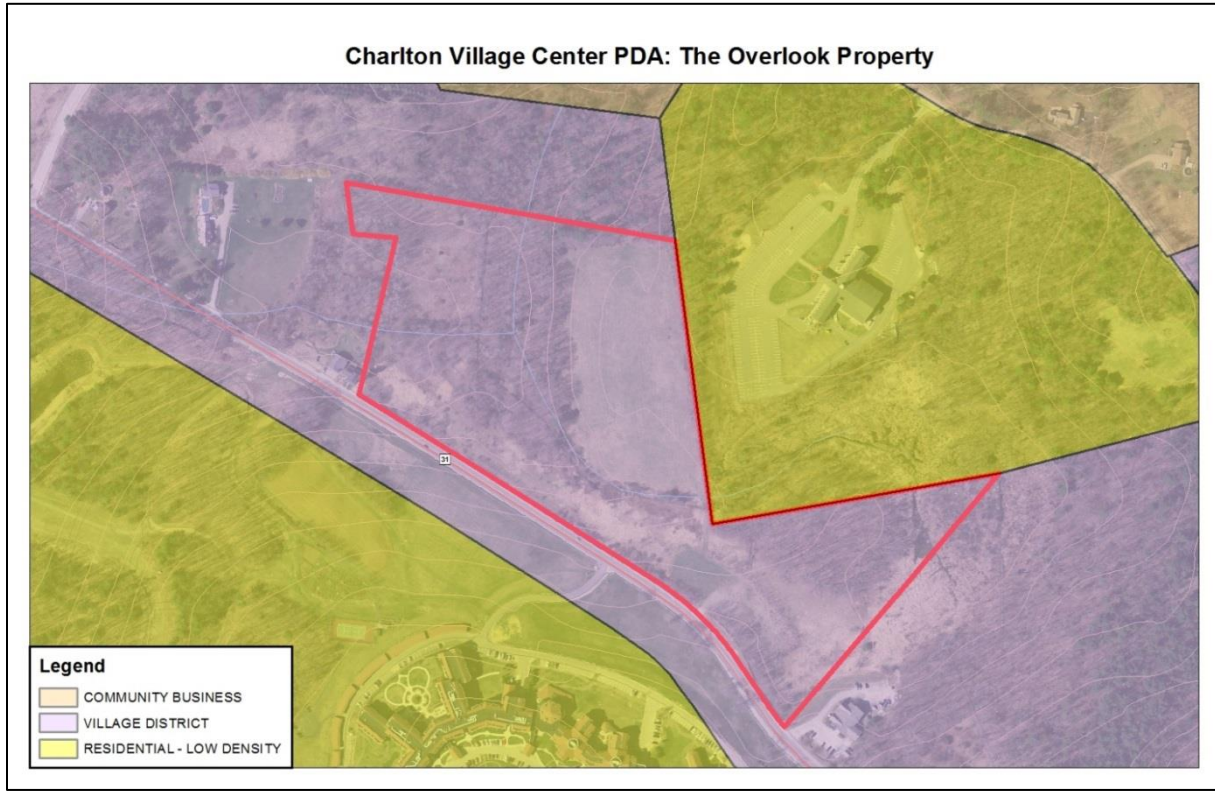 Charlton Village Center PDA: The Overlook Property
31
Legend
COMMUNITY BUSINESS
VILLAGE DISTRICT
RESIDENTIAL - LOW DENSITY